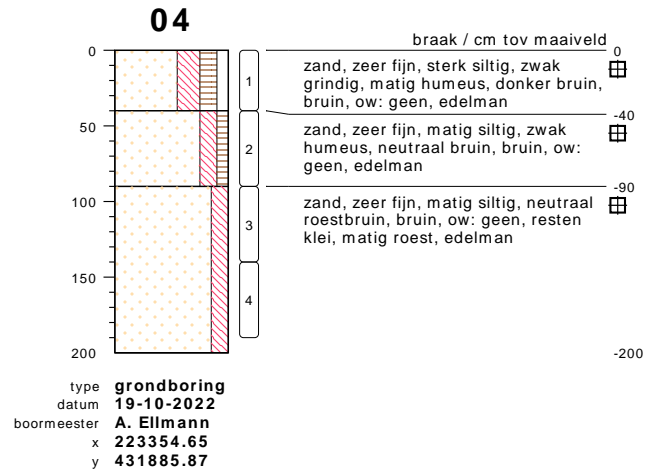 04
braak / cm tov maaiveld
0
0
zand, zeer fijn, sterk siltig, zwak
grindig, matig humeus, donker bruin,
bruin, ow: geen, edelman
1
-40
50
zand, zeer fijn, matig siltig, zwak
humeus, neutraal bruin, bruin, ow:
geen, edelman
2
-90
100
zand, zeer fijn, matig siltig, neutraal
roestbruin, bruin, ow: geen, resten
klei, matig roest, edelman
3
150
4
200
-200
type grondboring
datum 19-10-2022
boormeester A. Ellmann
x 223354.65
y 431885.87